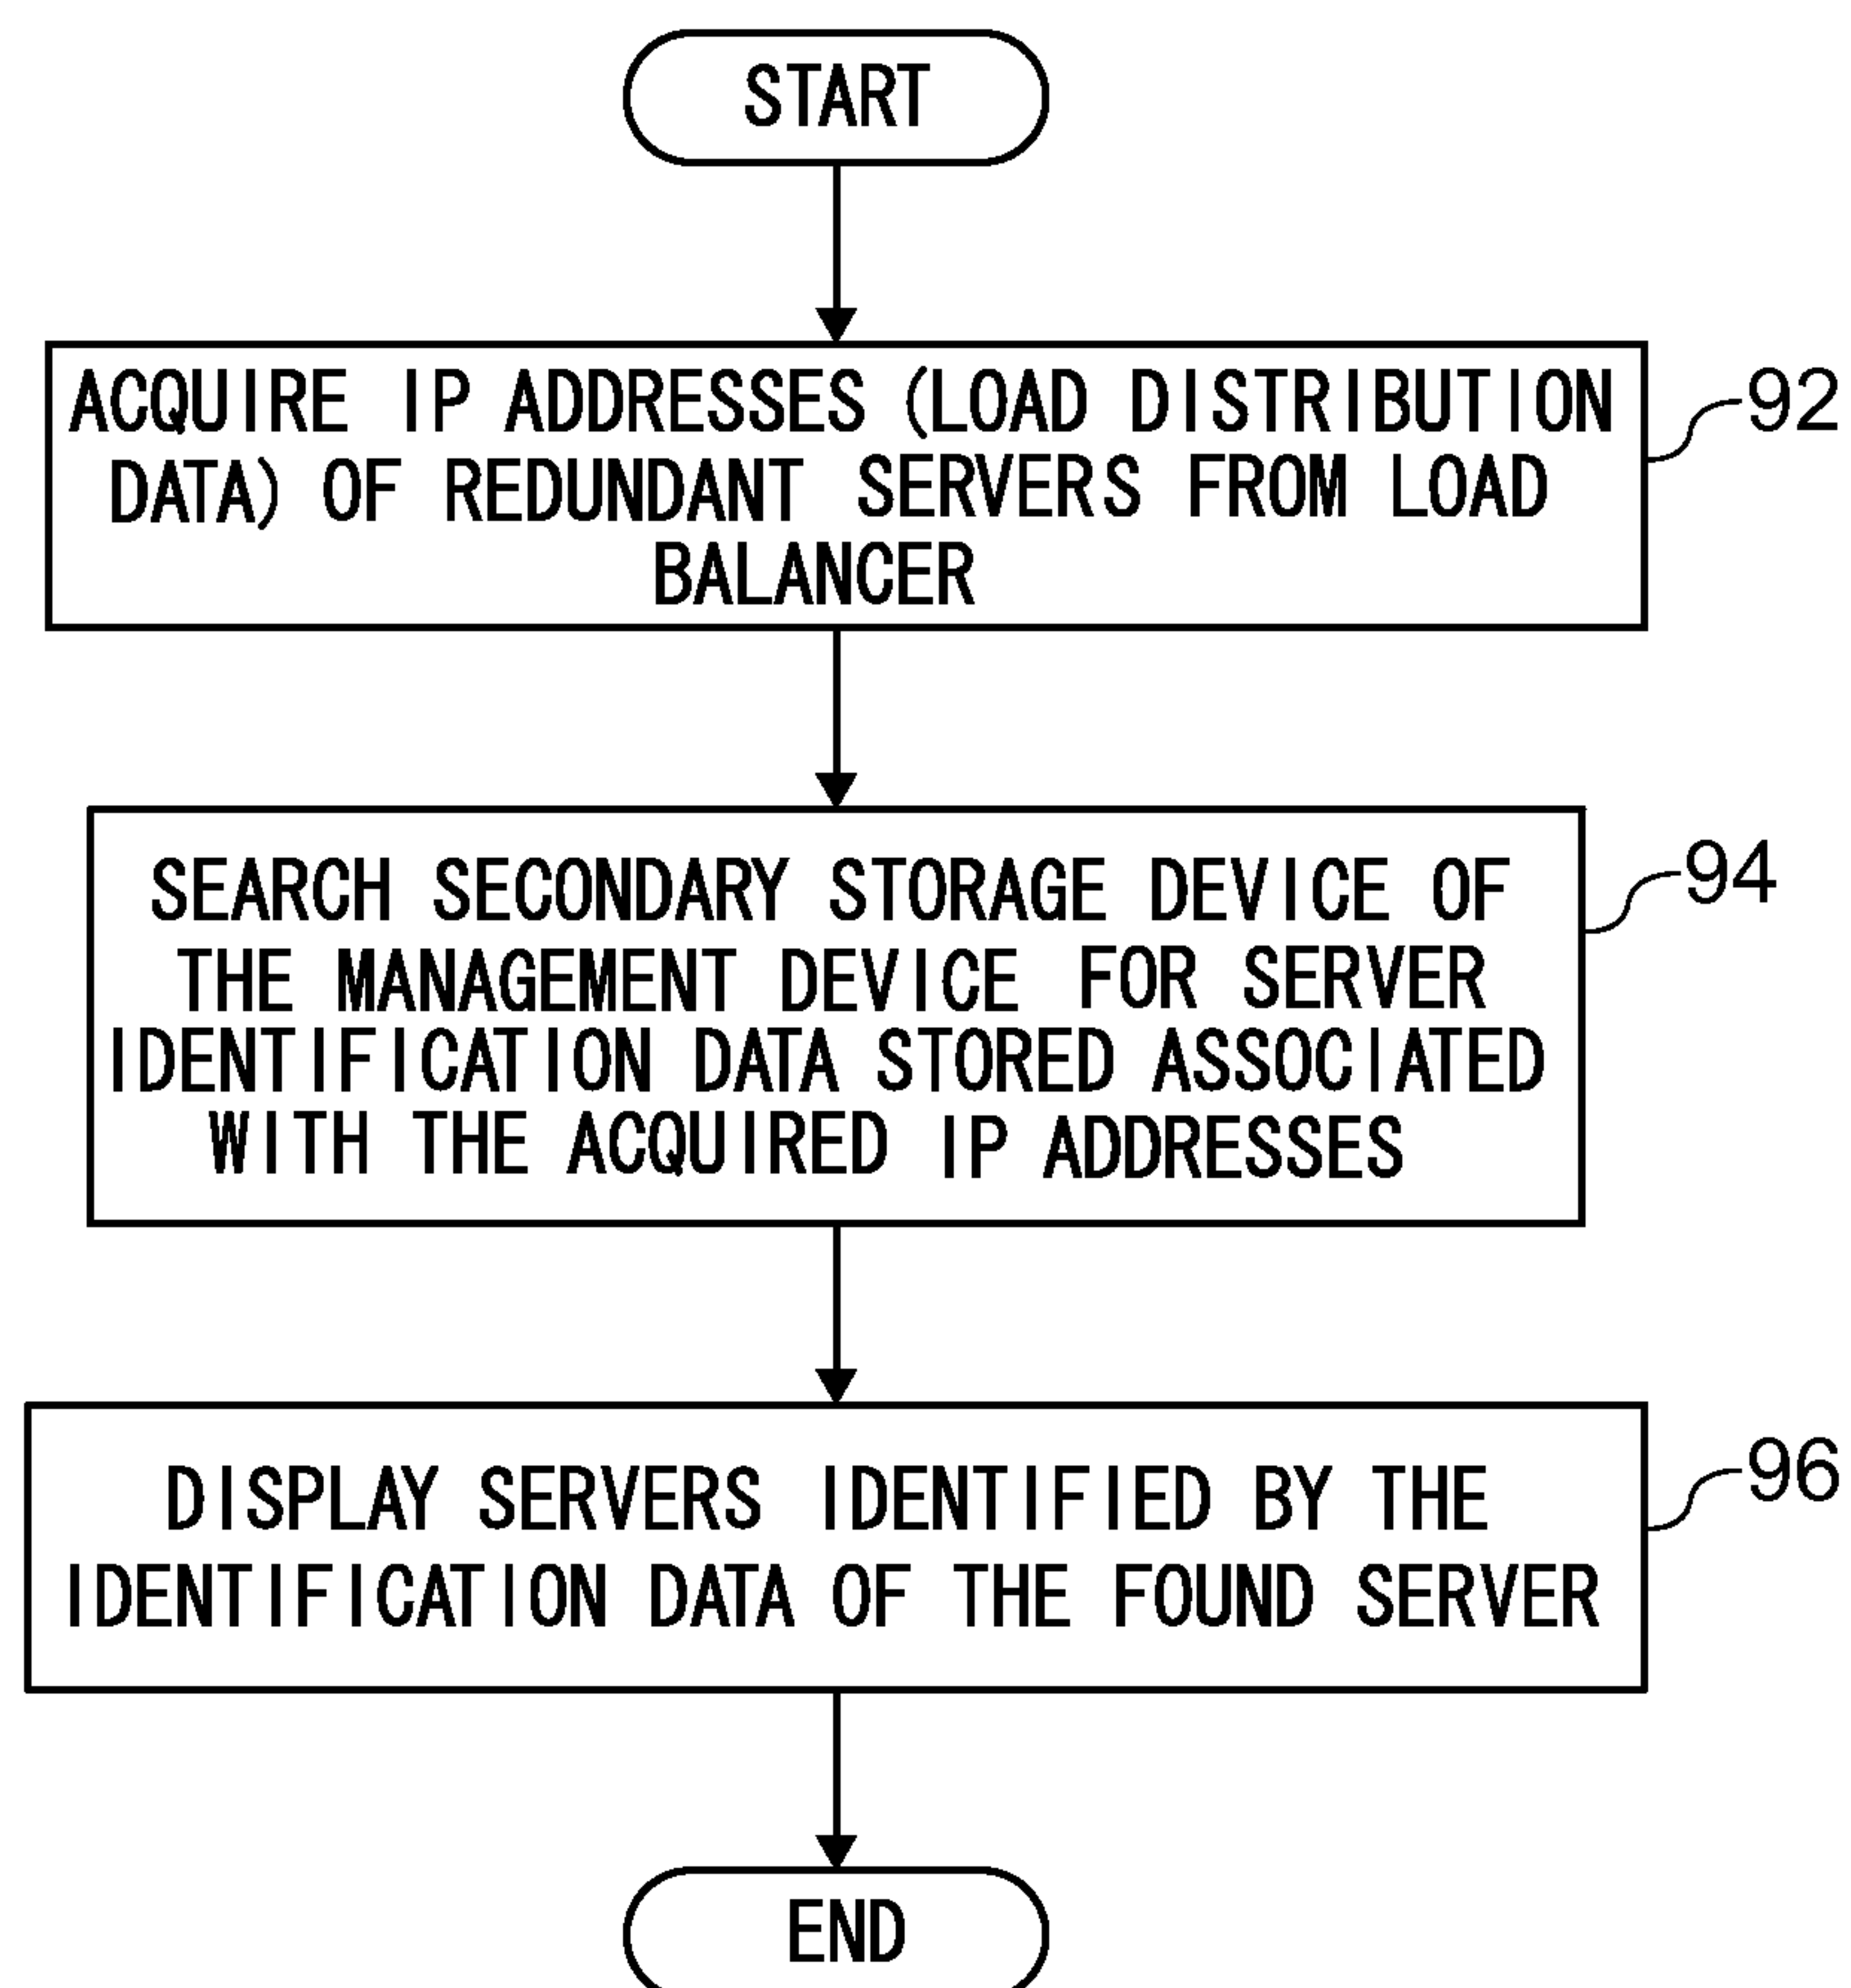 START
ACQUIRE IP ADDRESSES (LOAD DISTRIBUTION
DATA) OF REDUNDANT SERVERS FROM LOAD
BALANCER
92
SEARCH SECONDARY STORAGE DEVICE OF
THE MANAGEMENT DEVICE FOR SERVER
IDENTIFICATION DATA STORED ASSOCIATED
WITH THE ACQUIRED IP ADDRESSES
94
DISPLAY SERVERS IDENTIFIED BY THE
IDENTIFICATION DATA OF THE FOUND SERVER
96
END